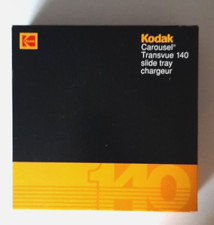 Kodak
Carousel®
Transvue 140
slide tray
chargeur
140